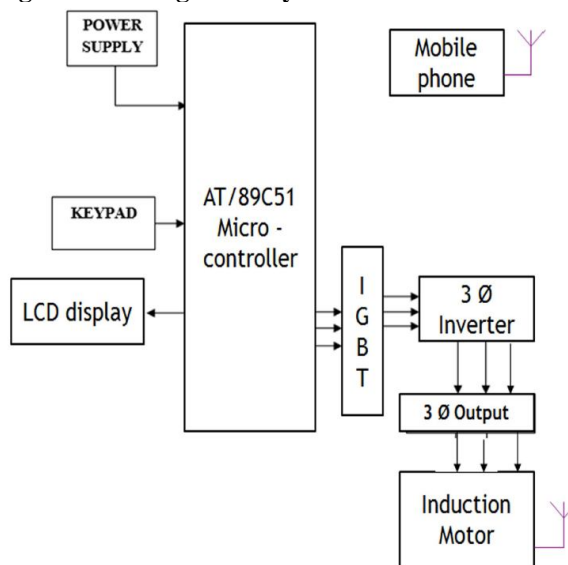 POWER
SUPPLY
Mobile
phone
AT/89C51
Micro -
controller
KEYPAD
LCD display
I
G
B
T
3 Ø
Inverter
3 Ø Output
Induction
Motor